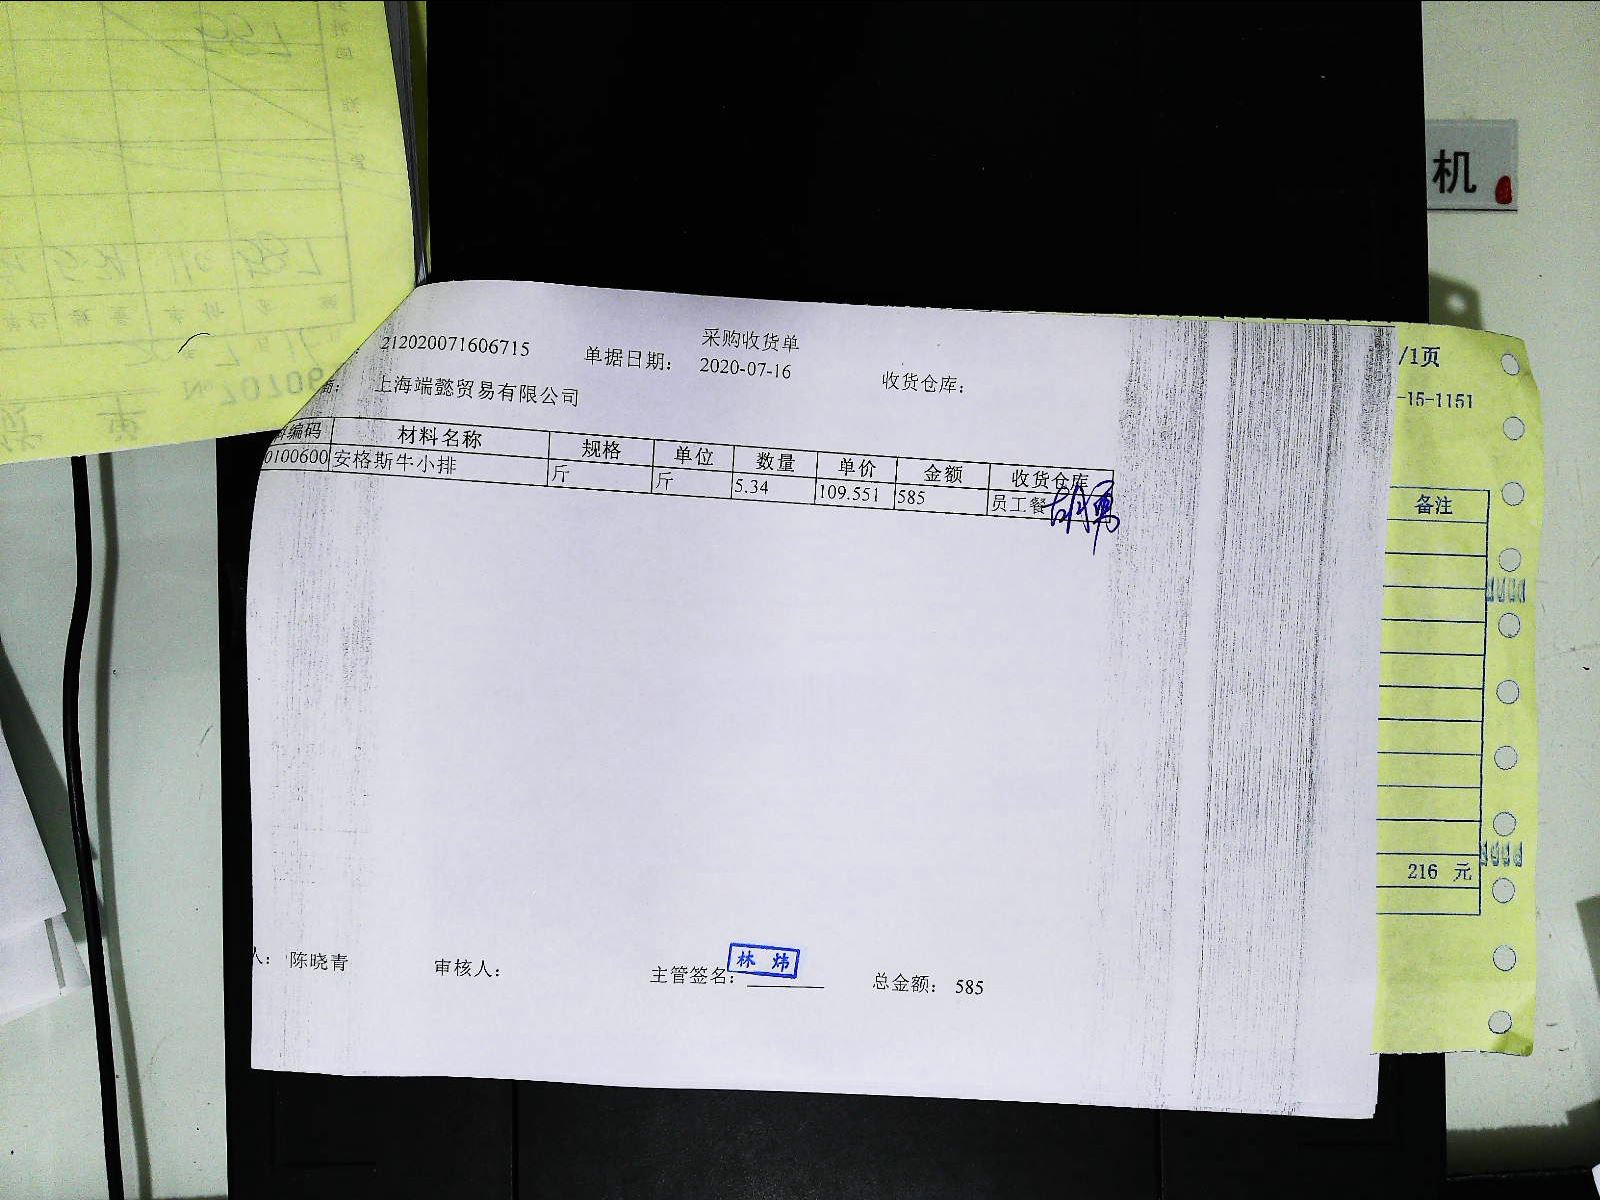 采购收货单
212020071606715 单据日期： 2020-07-16 收货仓库：
商： 上海端懿贸易有限公司
编码 材料名称 规格 单位 数量 单价 金额 收货仓库
0100600 安格斯牛小排 斤 斤 5.34 109.551 585 员工餐
胡勇
人： 陈晓青 审核人： 主管签名： 林炜 总金额： 585
机
/1页
-15-1151
备注
216 元